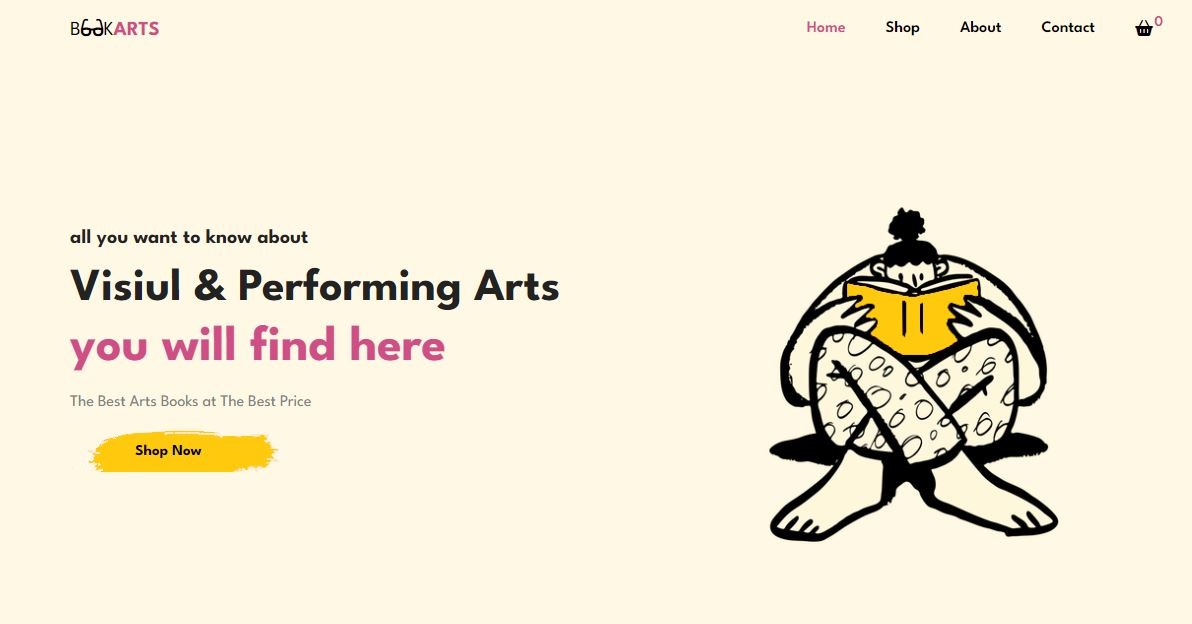 BOOKARTS
Home
Shop
About
Contact
0
all you want to know about
Visiul & Performing Arts
you will find here
The Best Arts Books at The Best Price
Shop Now